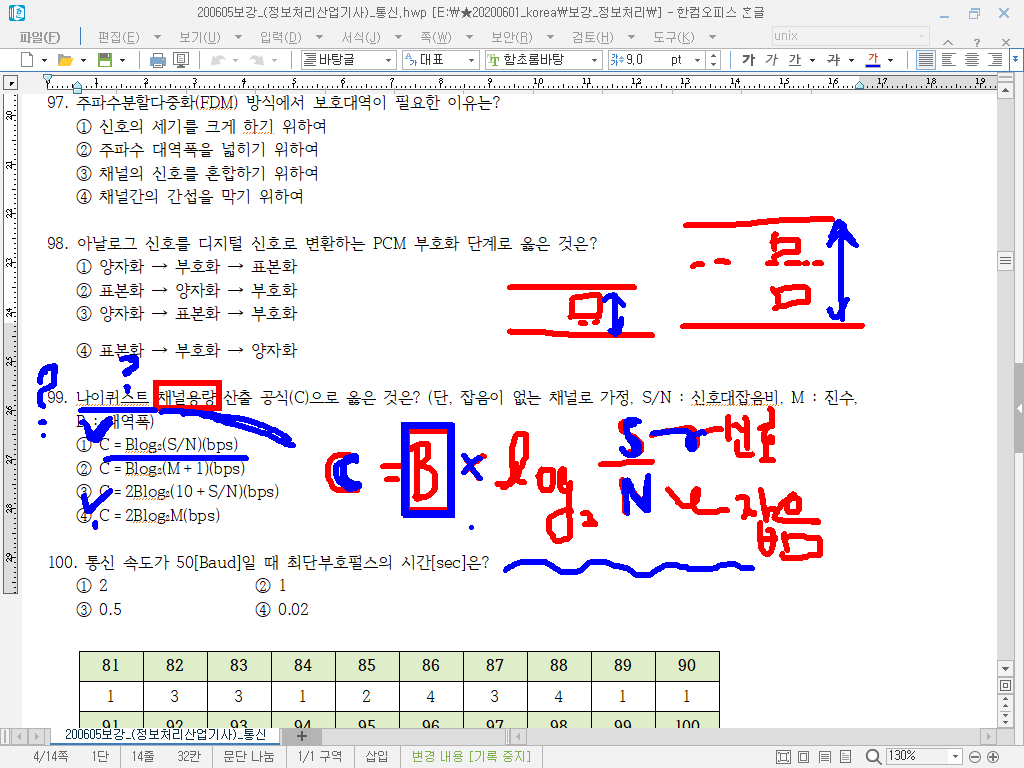 200605보강_(정보처리산업기사)_통신.hwp [E:₩★20200601_korea₩보강_정보처리₩] - 한컴오피스 한글
파일(F) 편집(E) 보기(U) 입력(D) 서식(J) 쪽(W) 보안(R) 검토(H) 도구(K) unix
바탕글 대표 함초롬바탕 9,0 pt 가 가 가 가 가
1 2 3 4 5 6 7 8 9 10 11 12 13 14 15 16 17 18 19
97. 주파수분할다중화(FDM) 방식에서 보호대역이 필요한 이유는?
① 신호의 세기를 크게 하기 위하여
② 주파수 대역폭을 넓히기 위하여
③ 채널의 신호를 혼합하기 위하여
④ 채널간의 간섭을 막기 위하여
98. 아날로그 신호를 디지털 신호로 변환하는 PCM 부호화 단계로 옳은 것은?
① 양자화 → 부호화 → 표본화
② 표본화 → 양자화 → 부호화
③ 양자화 → 표본화 → 부호화
④ 표본화 → 부호화 → 양자화
? ?
99. 나이퀴스트 채널용량 산출 공식(C)으로 옳은 것은? (단, 잡음이 없는 채널로 가정, S/N : 신호대잡음비, M : 진수,
B : 대역폭)
① C = Blog₂(S/N)(bps)
② C = Blog₂(M + 1)(bps)
③ C = 2Blog₂(10 + S/N)(bps)
④ C = 2Blog₂M(bps)
C = B × log₂ S/N
신호
잡음
100. 통신 속도가 50[Baud]일 때 최단부호펄스의 시간[sec]은?
① 2 ② 1
③ 0.5 ④ 0.02
81 82 83 84 85 86 87 88 89 90
1 3 3 1 2 4 3 4 1 1
91 92 93 94 95 96 97 98 99 100
200605보강_(정보처리산업기사)_통신
4/14쪽 1단 14줄 32칸 문단 나눔 1/1 구역 삽입 변경 내용 [기록 중지] 130%